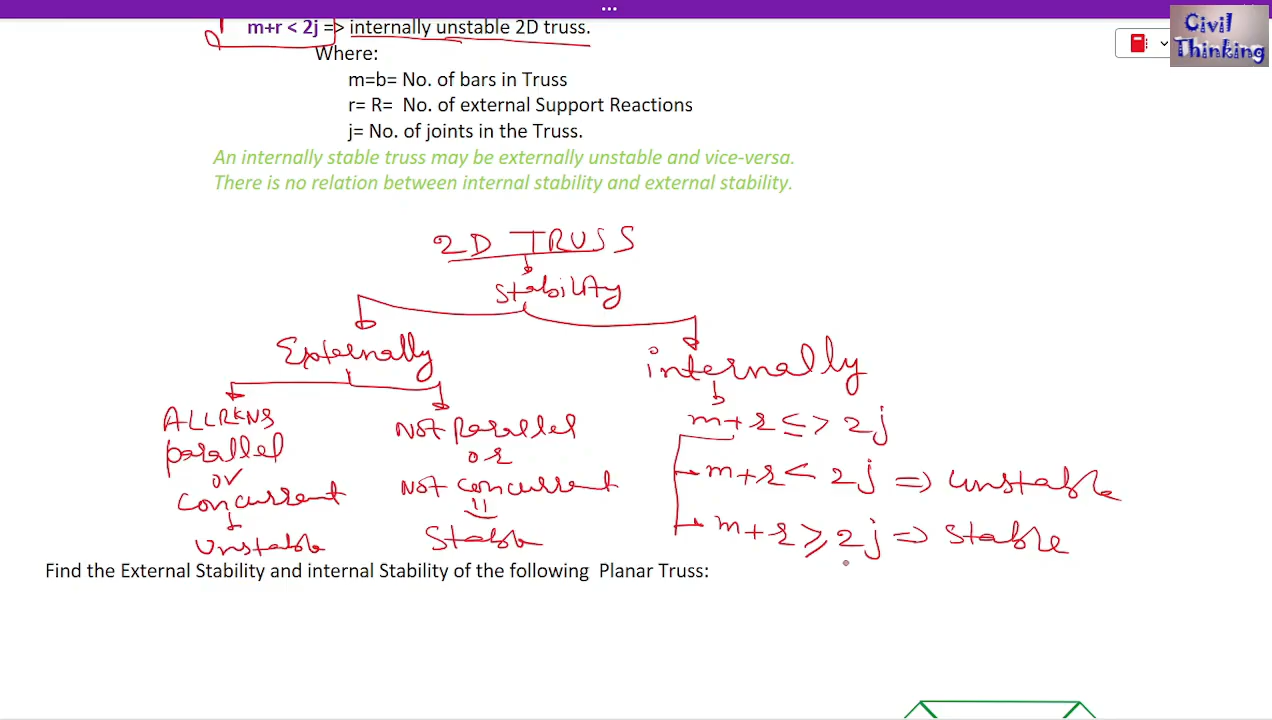 Civil
Thinking
m+r < 2j => internally unstable 2D truss.
Where:
m=b= No. of bars in Truss
r= R= No. of external Support Reactions
j= No. of joints in the Truss.
An internally stable truss may be externally unstable and vice-versa.
There is no relation between internal stability and external stability.
2D TRUSS
Stability
Externally
internally
ALL RKNS
parallel
or
concurrent
Unstable
Not parallel
or
Not concurrent
Stable
m+r ≤ > 2j
m+r < 2j => Unstable
m+r ≥ 2j => Stable
Find the External Stability and internal Stability of the following Planar Truss: